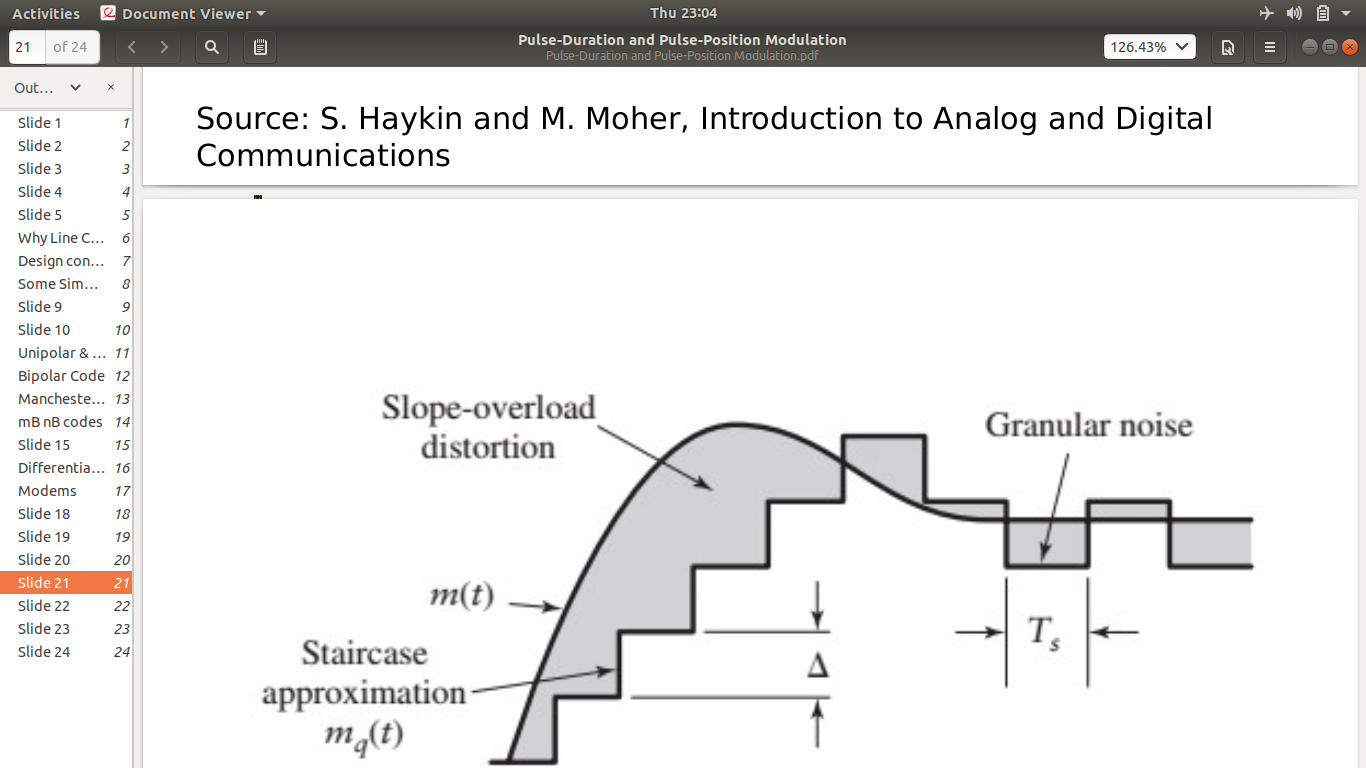 Activities
Document Viewer
Thu 23:04
21
of 24
Pulse-Duration and Pulse-Position Modulation
Pulse-Duration and Pulse-Position Modulation.pdf
126.43%
Out...
Slide 1 1
Slide 2 2
Slide 3 3
Slide 4 4
Slide 5 5
Why Line C... 6
Design con... 7
Some Sim... 8
Slide 9 9
Slide 10 10
Unipolar & ... 11
Bipolar Code 12
Mancheste... 13
mB nB codes 14
Slide 15 15
Differentia... 16
Modems 17
Slide 18 18
Slide 19 19
Slide 20 20
Slide 21 21
Slide 22 22
Slide 23 23
Slide 24 24
Source: S. Haykin and M. Moher, Introduction to Analog and Digital
Communications
Slope-overload
distortion
Granular noise
m(t)
Staircase
approximation
m_q(t)
Δ
T_s